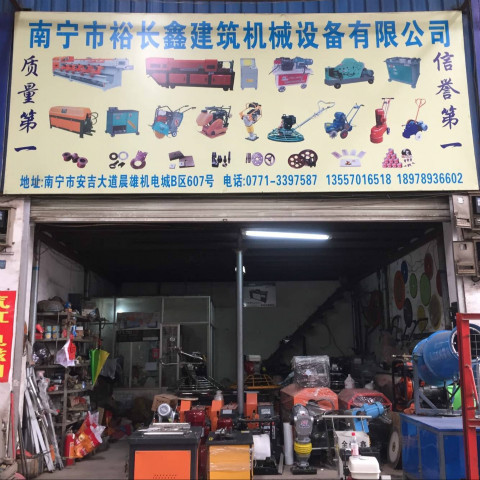 南宁市裕长鑫建筑机械设备有限公司
质量第一
信誉第一
地址:南宁市安吉大道晨雄机电城B区607号 电话:0771-3397587 13557016518 18978936602